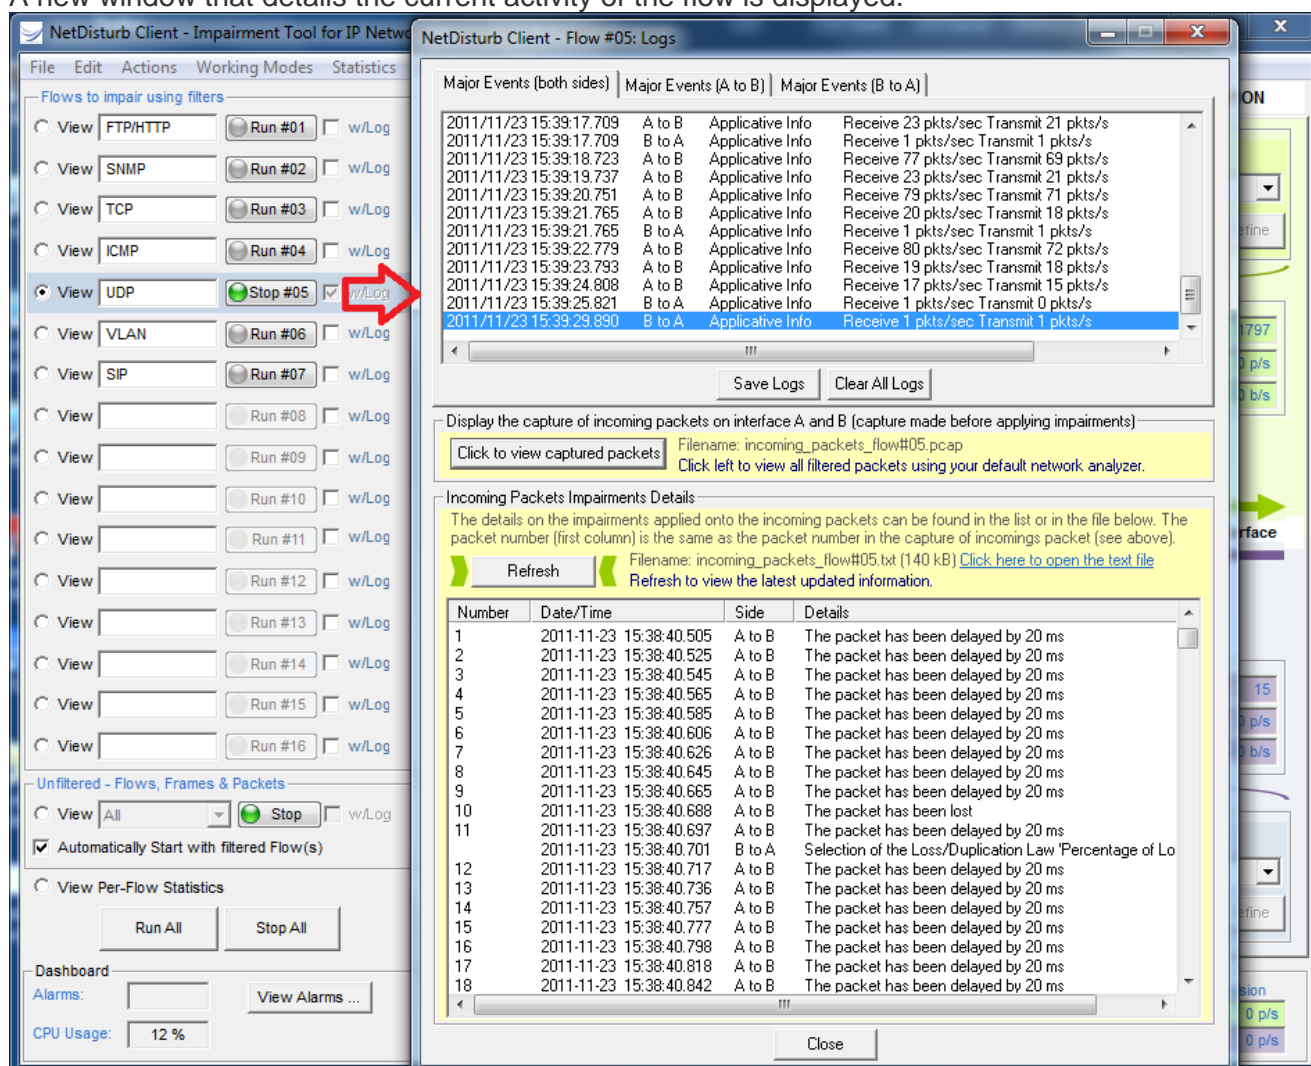 A new window that details the current activity of the flow is displayed.
NetDisturb Client - Impairment Tool for IP Netwo
File Edit Actions Working Modes Statistics
Flows to impair using filters
View FTP/HTTP Run #01 w/Log
View SNMP Run #02 w/Log
View TCP Run #03 w/Log
View ICMP Run #04 w/Log
View UDP Stop #05 w/Log
View VLAN Run #06 w/Log
View SIP Run #07 w/Log
View Run #08 w/Log
View Run #09 w/Log
View Run #10 w/Log
View Run #11 w/Log
View Run #12 w/Log
View Run #13 w/Log
View Run #14 w/Log
View Run #15 w/Log
View Run #16 w/Log
Unfiltered - Flows, Frames & Packets
View All Stop w/Log
Automatically Start with filtered Flow(s)
View Per-Flow Statistics
Run All Stop All
Dashboard
Alarms: View Alarms ...
CPU Usage: 12 %
NetDisturb Client - Flow #05: Logs
Major Events (both sides) Major Events (A to B) Major Events (B to A)
2011/11/23 15:39:17.709 A to B Applicative Info Receive 23 pkts/sec Transmit 21 pkts/s
2011/11/23 15:39:17.709 B to A Applicative Info Receive 1 pkts/sec Transmit 1 pkts/s
2011/11/23 15:39:18.723 A to B Applicative Info Receive 77 pkts/sec Transmit 69 pkts/s
2011/11/23 15:39:19.737 A to B Applicative Info Receive 23 pkts/sec Transmit 21 pkts/s
2011/11/23 15:39:20.751 A to B Applicative Info Receive 79 pkts/sec Transmit 71 pkts/s
2011/11/23 15:39:21.765 A to B Applicative Info Receive 20 pkts/sec Transmit 18 pkts/s
2011/11/23 15:39:21.765 B to A Applicative Info Receive 1 pkts/sec Transmit 1 pkts/s
2011/11/23 15:39:22.779 A to B Applicative Info Receive 80 pkts/sec Transmit 72 pkts/s
2011/11/23 15:39:23.793 A to B Applicative Info Receive 19 pkts/sec Transmit 18 pkts/s
2011/11/23 15:39:24.808 A to B Applicative Info Receive 17 pkts/sec Transmit 15 pkts/s
2011/11/23 15:39:25.821 B to A Applicative Info Receive 1 pkts/sec Transmit 0 pkts/s
2011/11/23 15:39:29.890 B to A Applicative Info Receive 1 pkts/sec Transmit 1 pkts/s
Save Logs Clear All Logs
Display the capture of incoming packets on interface A and B (capture made before applying impairments)
Click to view captured packets
Filename: incoming_packets_flow#05.pcap
Click left to view all filtered packets using your default network analyzer.
Incoming Packets Impairments Details
The details on the impairments applied onto the incoming packets can be found in the list or in the file below. The
packet number (first column) is the same as the packet number in the capture of incomings packet (see above).
Refresh
Filename: incoming_packets_flow#05.txt (140 kB) Click here to open the text file
Refresh to view the latest updated information.
Number Date/Time Side Details
1 2011-11-23 15:38:40.505 A to B The packet has been delayed by 20 ms
2 2011-11-23 15:38:40.525 A to B The packet has been delayed by 20 ms
3 2011-11-23 15:38:40.545 A to B The packet has been delayed by 20 ms
4 2011-11-23 15:38:40.565 A to B The packet has been delayed by 20 ms
5 2011-11-23 15:38:40.585 A to B The packet has been delayed by 20 ms
6 2011-11-23 15:38:40.606 A to B The packet has been delayed by 20 ms
7 2011-11-23 15:38:40.626 A to B The packet has been delayed by 20 ms
8 2011-11-23 15:38:40.645 A to B The packet has been delayed by 20 ms
9 2011-11-23 15:38:40.665 A to B The packet has been delayed by 20 ms
10 2011-11-23 15:38:40.688 A to B The packet has been lost
11 2011-11-23 15:38:40.697 A to B The packet has been delayed by 20 ms
2011-11-23 15:38:40.701 B to A Selection of the Loss/Duplication Law 'Percentage of Lo
12 2011-11-23 15:38:40.717 A to B The packet has been delayed by 20 ms
13 2011-11-23 15:38:40.736 A to B The packet has been delayed by 20 ms
14 2011-11-23 15:38:40.757 A to B The packet has been delayed by 20 ms
15 2011-11-23 15:38:40.777 A to B The packet has been delayed by 20 ms
16 2011-11-23 15:38:40.798 A to B The packet has been delayed by 20 ms
17 2011-11-23 15:38:40.818 A to B The packet has been delayed by 20 ms
18 2011-11-23 15:38:40.842 A to B The packet has been delayed by 20 ms
Close
ON
efine
1797
0 p/s
0 b/s
rface
15
0 p/s
0 b/s
efine
sion
0 p/s
0 p/s